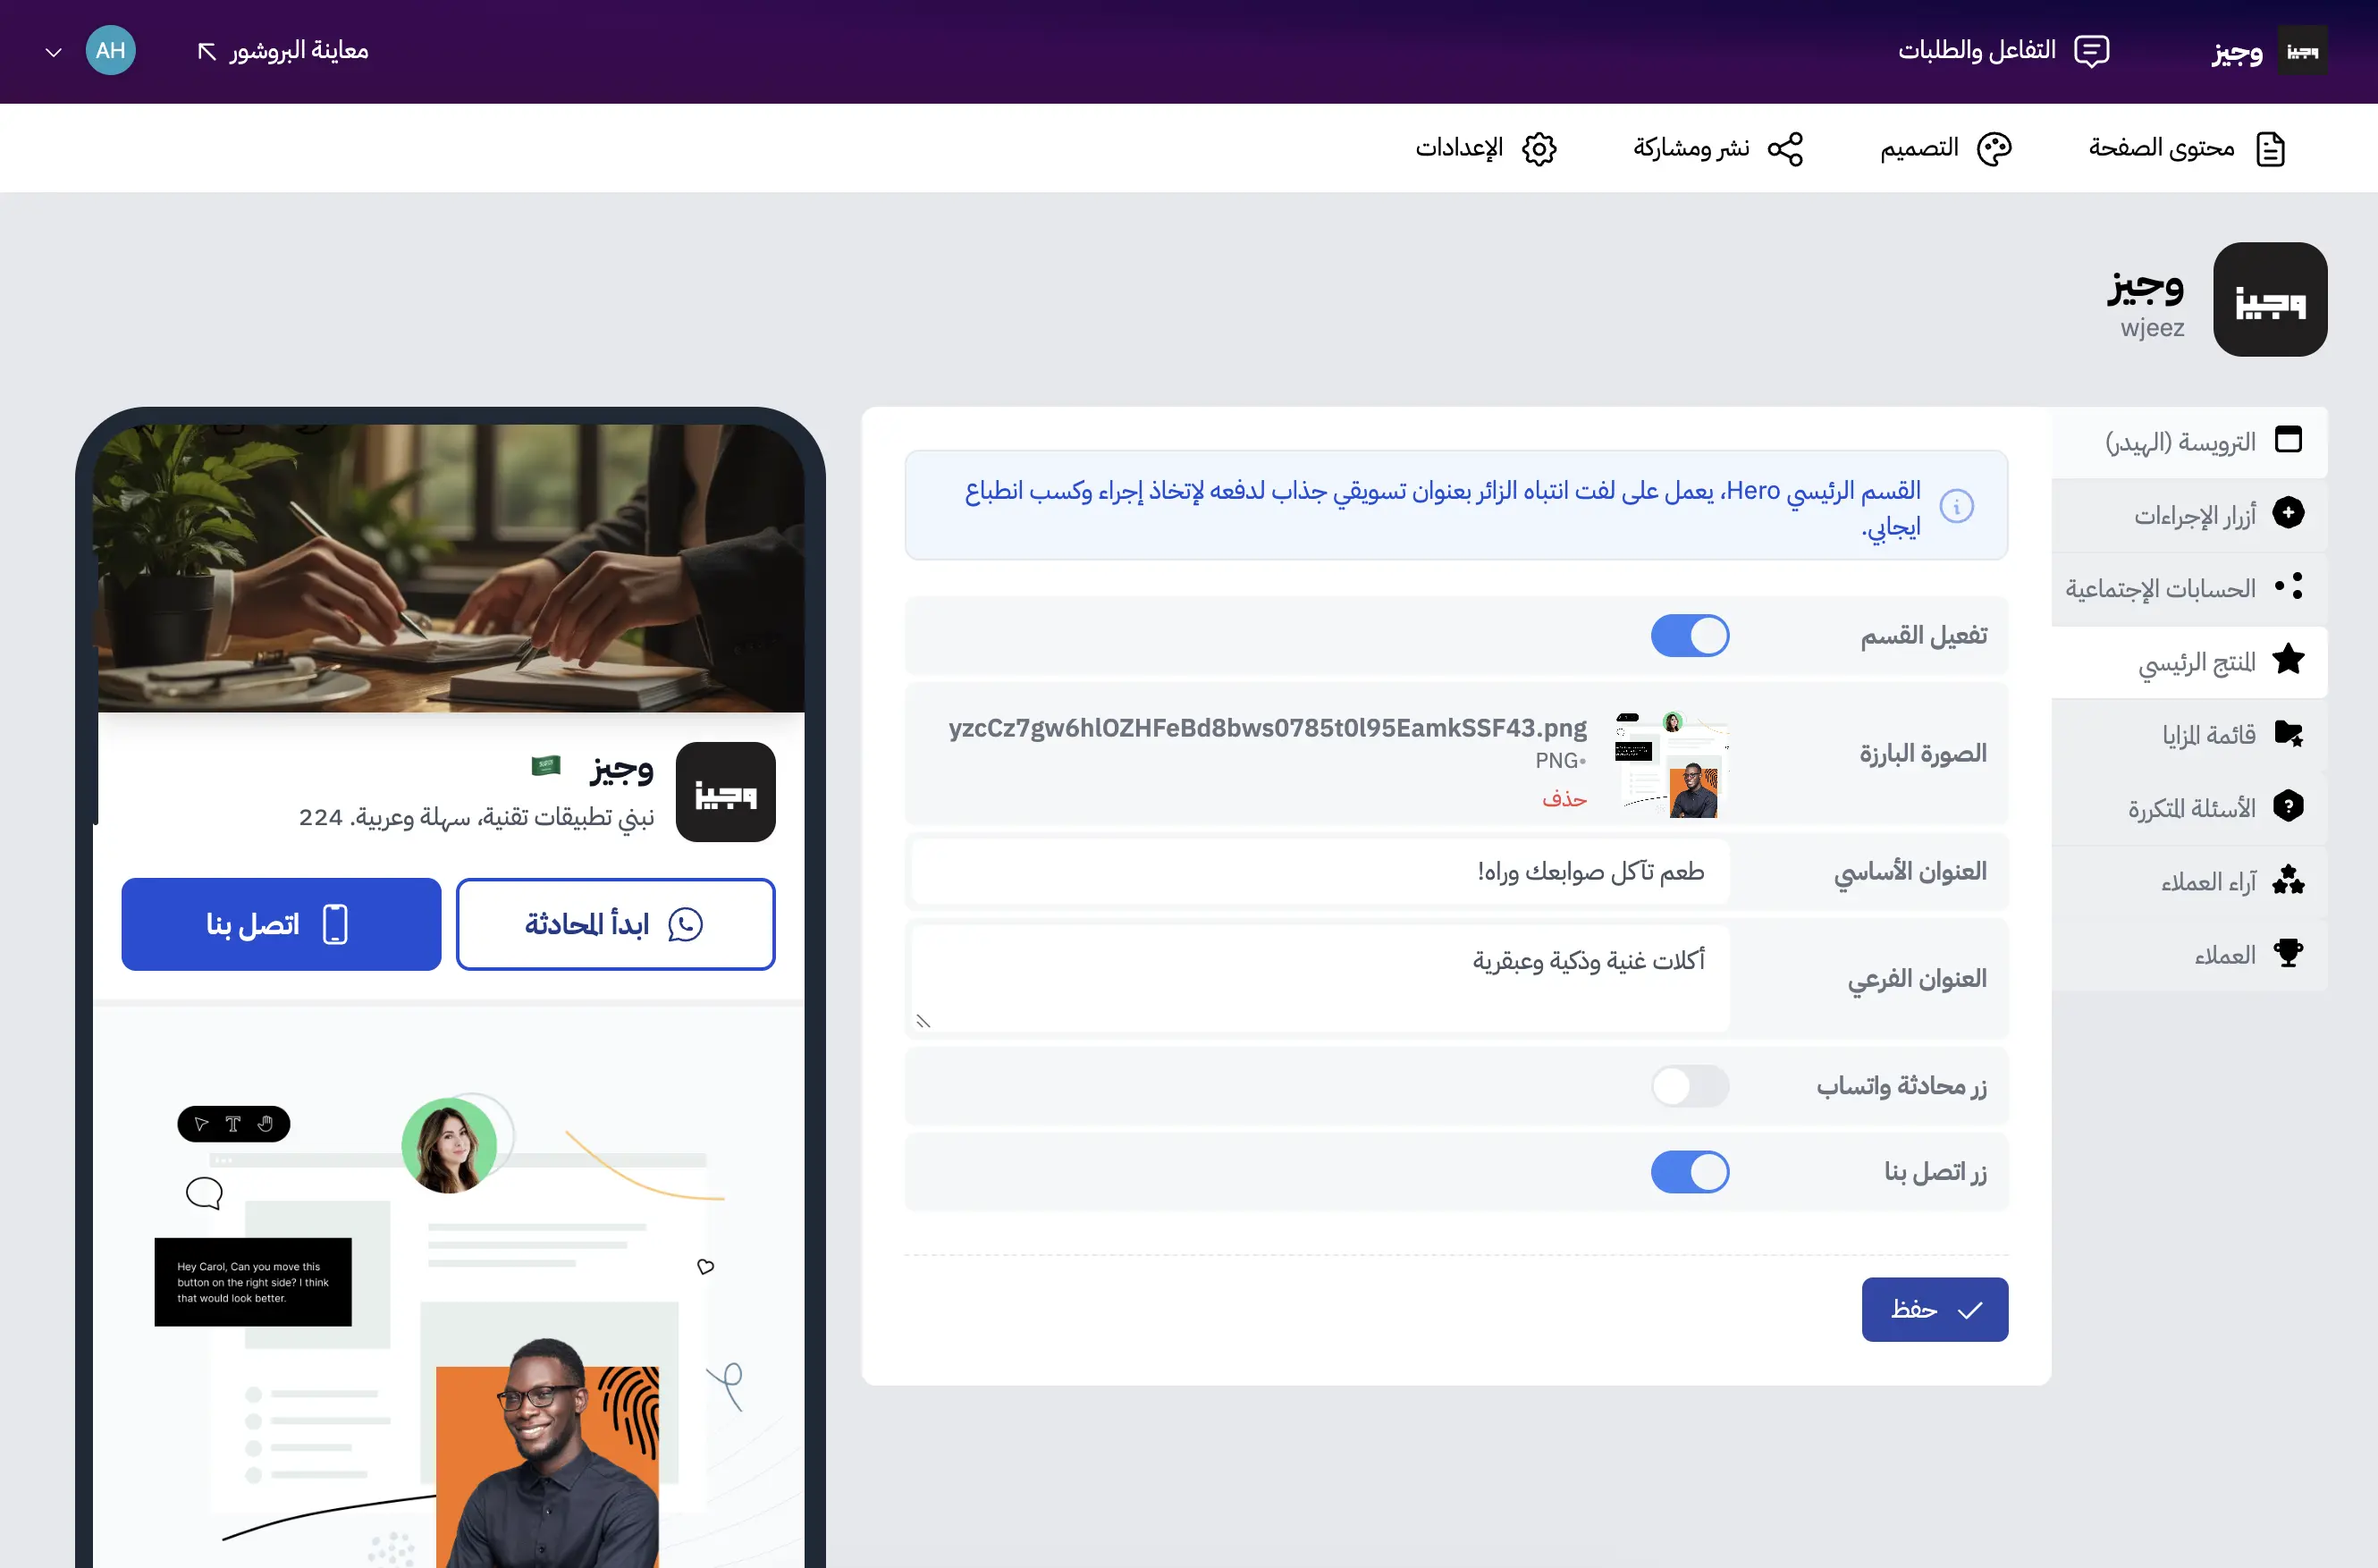 وجيز
وجيز
التفاعل والطلبات
معاينة البروشور
AH
محتوى الصفحة
التصميم
نشر ومشاركة
الإعدادات
وجيز
وجيز
wjeez
الترويسة (الهيدر)
أزرار الإجراءات
الحسابات الإجتماعية
المنتج الرئيسي
قائمة المزايا
الأسئلة المتكررة
آراء العملاء
العملاء
القسم الرئيسي Hero، يعمل على لفت انتباه الزائر بعنوان تسويقي جذاب لدفعه لإتخاذ إجراء وكسب انطباع
ايجابي.
تفعيل القسم
الصورة البارزة
yzcCz7gw6hlOZHFeBd8bws0785t0l95EamkSSF43.png
PNG•
حذف
العنوان الأساسي
طعم تآكل صوابعك وراه!
العنوان الفرعي
أكلات غنية وذكية وعبقرية
زر محادثة واتساب
زر اتصل بنا
حفظ
وجيز
وجيز
نبني تطبيقات تقنية، سهلة وعربية. 224
ابدأ المحادثة
اتصل بنا
T
Hey Carol, Can you move this
button on the right side? I think
that would look better.